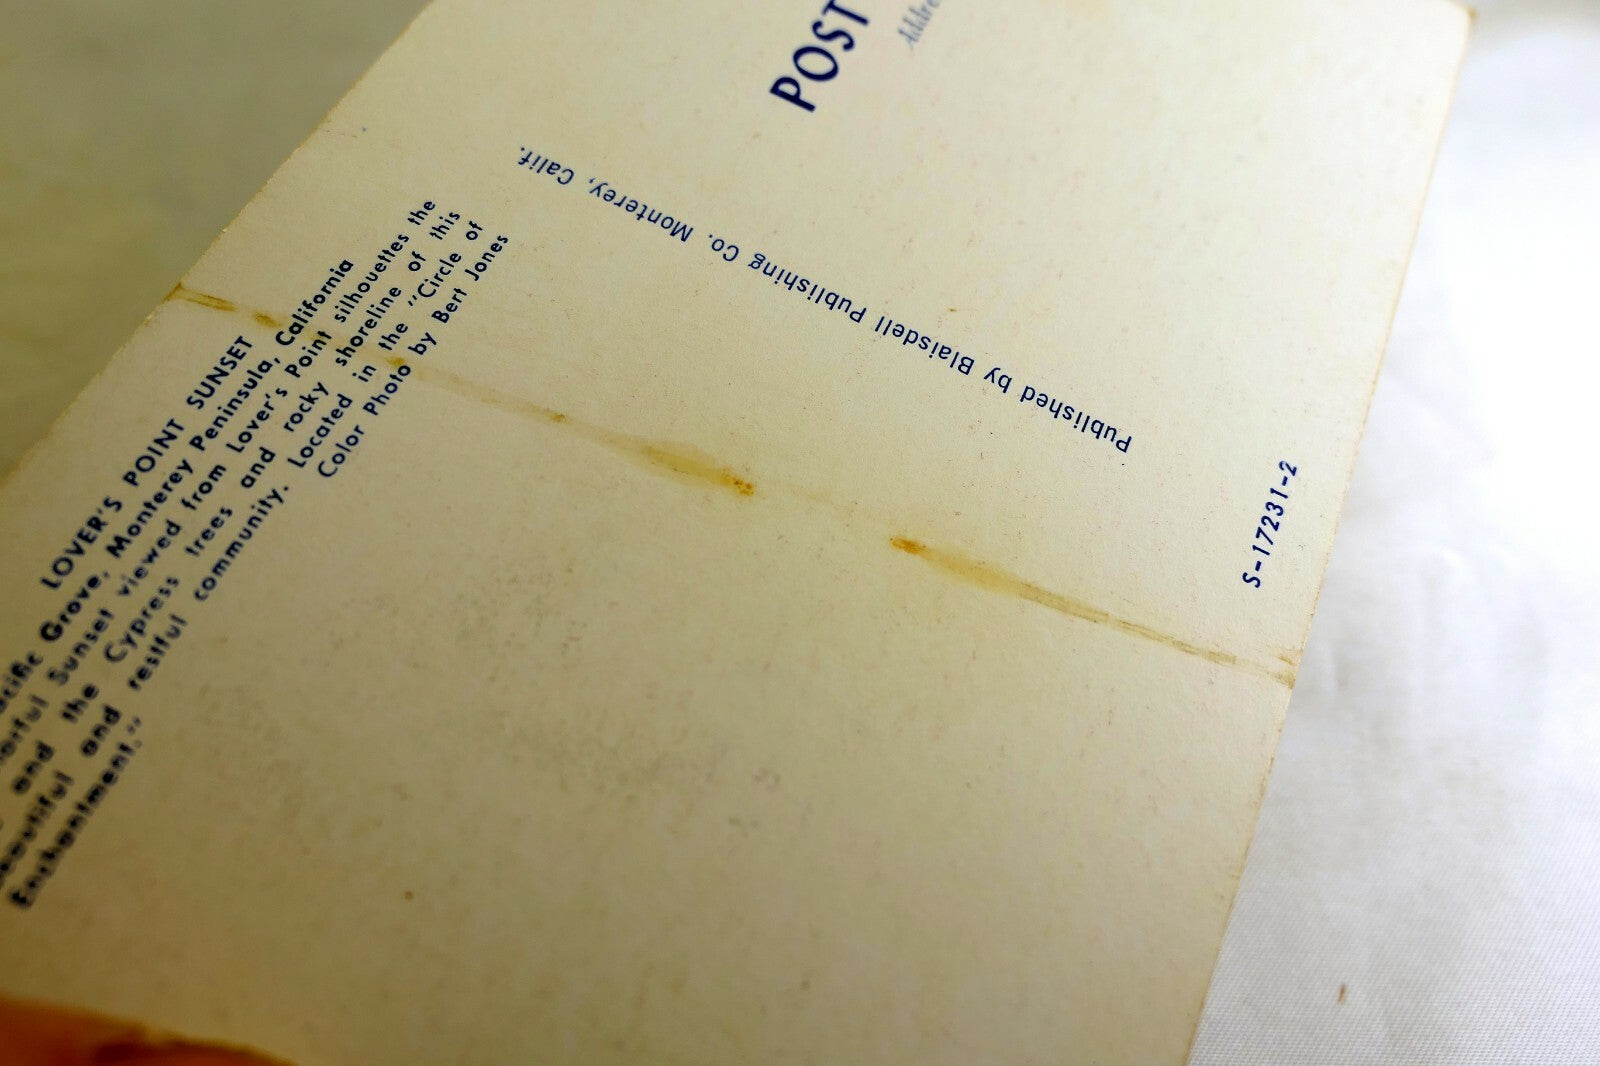 LOVER'S POINT SUNSET
Grove, Monterey Peninsula, California
Sunset viewed from Lover's Point silhouettes the
and the Cypress trees and rocky shoreline of this
and restful community. Located in the "Circle of
Enchantment."
Color Photo by Bert Jones
Published by Blaisdell Publishing Co. Monterey, Calif.
POST
S-17231-2